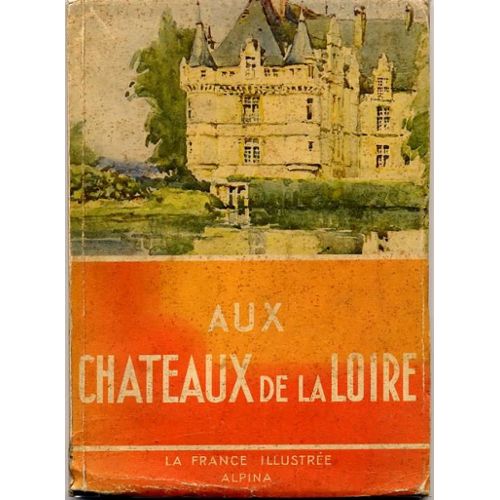 AUX
CHATEAUX DE LA LOIRE
LA FRANCE ILLUSTRÉE
ALPINA